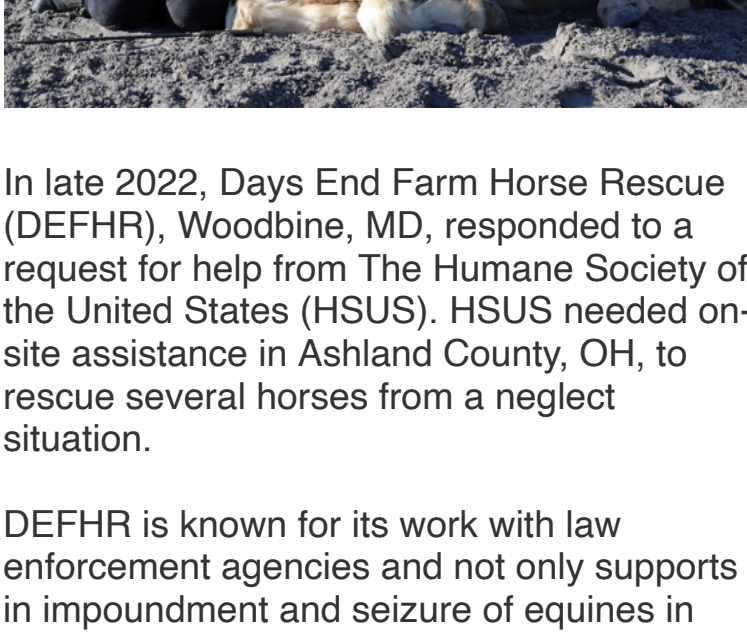 In late 2022, Days End Farm Horse Rescue
(DEFHR), Woodbine, MD, responded to a
request for help from The Humane Society of
the United States (HSUS). HSUS needed on-
site assistance in Ashland County, OH, to
rescue several horses from a neglect
situation.
DEFHR is known for its work with law
enforcement agencies and not only supports
in impoundment and seizure of equines in